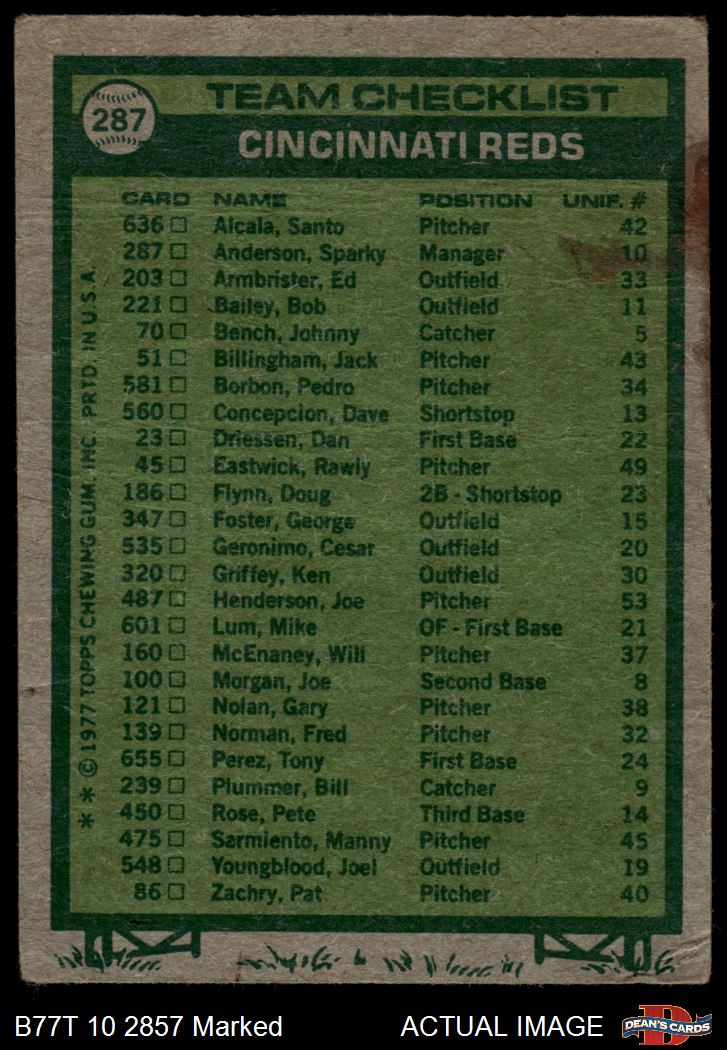 287
TEAM CHECKLIST
CINCINNATI REDS
CARD NAME POSITION UNIF. #
636 Alcala, Santo Pitcher 42
287 Anderson, Sparky Manager 10
203 Armbrister, Ed Outfield 33
221 Bailey, Bob Outfield 11
70 Bench, Johnny Catcher 5
51 Billingham, Jack Pitcher 43
581 Borbon, Pedro Pitcher 34
560 Concepcion, Dave Shortstop 13
23 Driessen, Dan First Base 22
45 Eastwick, Rawly Pitcher 49
186 Flynn, Doug 2B - Shortstop 23
347 Foster, George Outfield 15
535 Geronimo, Cesar Outfield 20
320 Griffey, Ken Outfield 30
487 Henderson, Joe Pitcher 53
601 Lum, Mike OF - First Base 21
160 McEnaney, Will Pitcher 37
100 Morgan, Joe Second Base 8
121 Nolan, Gary Pitcher 38
139 Norman, Fred Pitcher 32
655 Perez, Tony First Base 24
239 Plummer, Bill Catcher 9
450 Rose, Pete Third Base 14
475 Sarmiento, Manny Pitcher 45
548 Youngblood, Joel Outfield 19
86 Zachry, Pat Pitcher 40
* * © 1977 TOPPS CHEWING GUM, INC. PRTD. IN U.S.A.
B77T 10 2857 Marked
ACTUAL IMAGE
D
DEAN'S CARDS